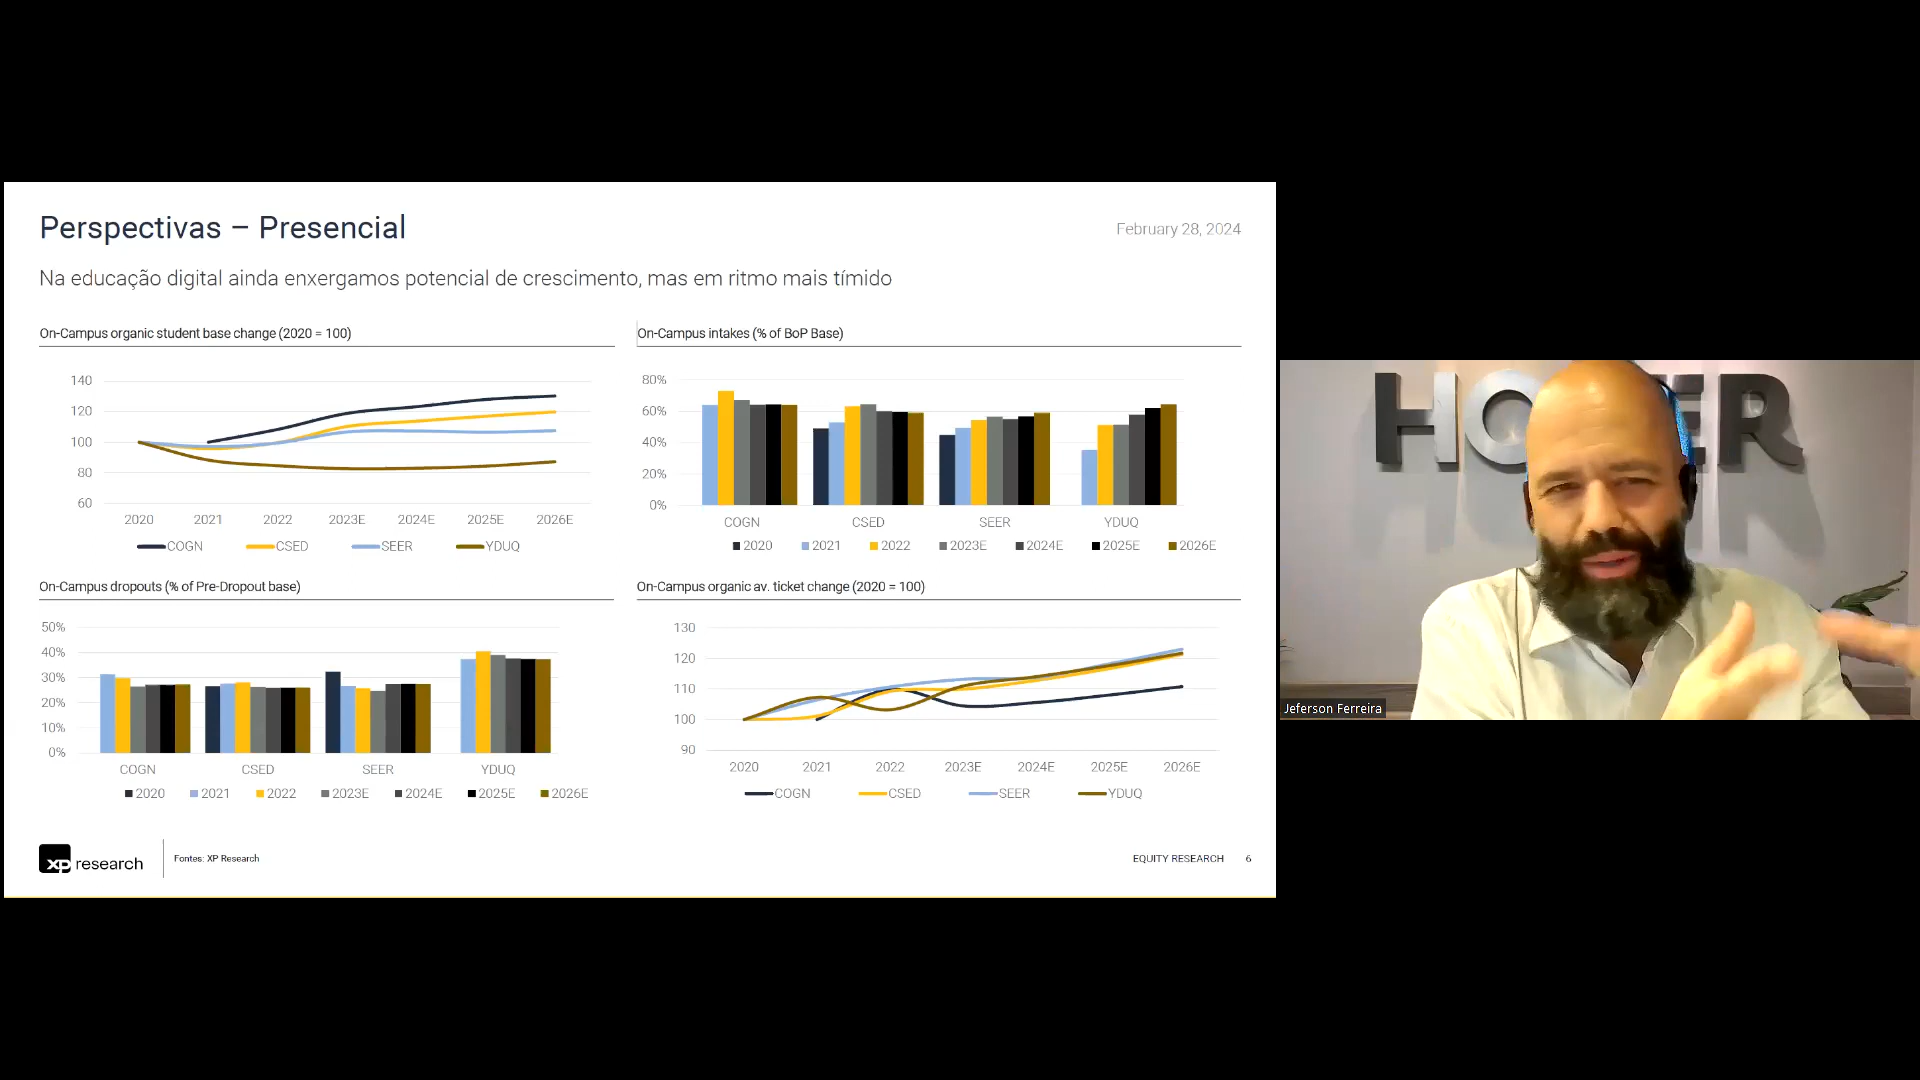 Perspectivas – Presencial
February 28, 2024
Na educação digital ainda enxergamos potencial de crescimento, mas em ritmo mais tímido
On-Campus organic student base change (2020 = 100)
140
120
100
80
60
2020 2021 2022 2023E 2024E 2025E 2026E
COGN CSED SEER YDUQ
On-Campus intakes (% of BoP Base)
80%
60%
40%
20%
0%
COGN CSED SEER YDUQ
2020 2021 2022 2023E 2024E 2025E 2026E
On-Campus dropouts (% of Pre-Dropout base)
50%
40%
30%
20%
10%
0%
COGN CSED SEER YDUQ
2020 2021 2022 2023E 2024E 2025E 2026E
On-Campus organic av. ticket change (2020 = 100)
130
120
110
100
90
2020 2021 2022 2023E 2024E 2025E 2026E
COGN CSED SEER YDUQ
xp research
Fontes: XP Research
EQUITY RESEARCH 6
Jeferson Ferreira